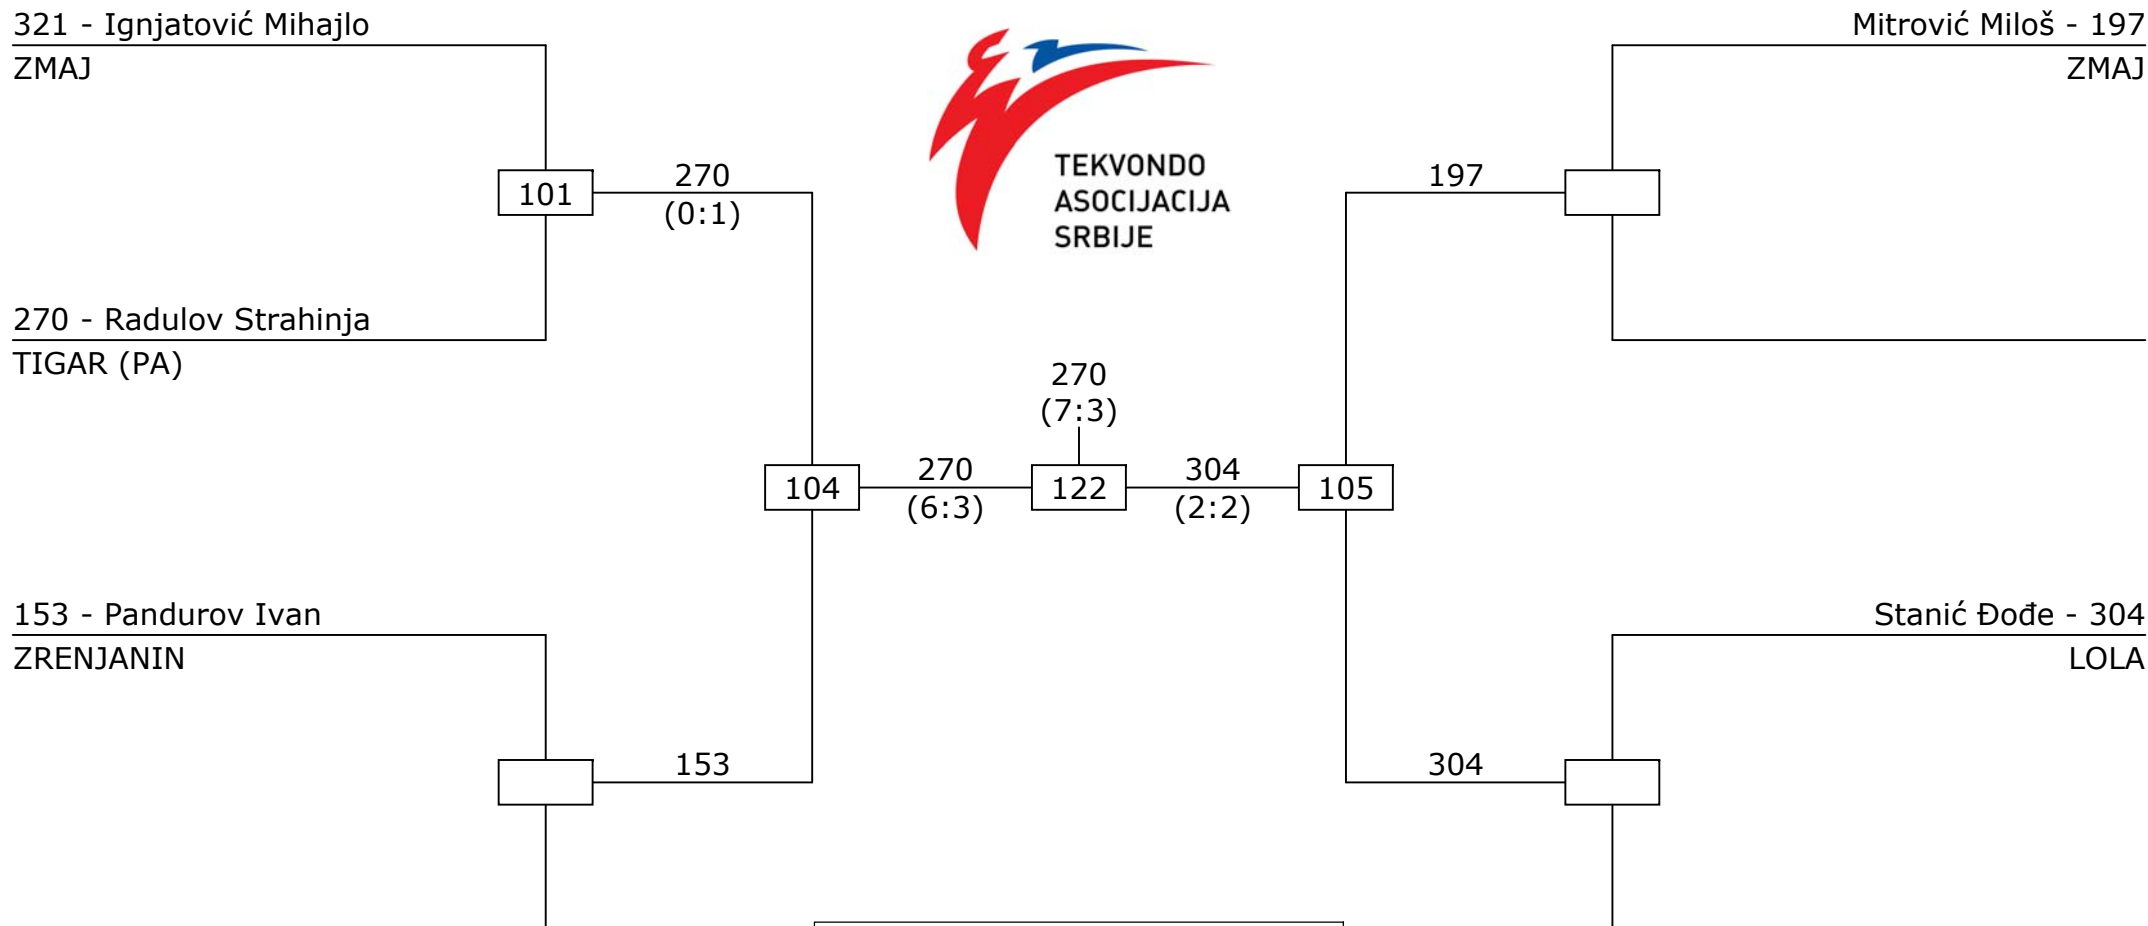 321 - Ignjatović Mihajlo
ZMAJ
Mitrović Miloš - 197
ZMAJ
TEKVONDO
ASOCIJACIJA
SRBIJE
101
270
(0:1)
197
270 - Radulov Strahinja
TIGAR (PA)
270
(7:3)
104
270
(6:3)
122
304
(2:2)
105
153 - Pandurov Ivan
ZRENJANIN
Stanić Đođe - 304
LOLA
153
304